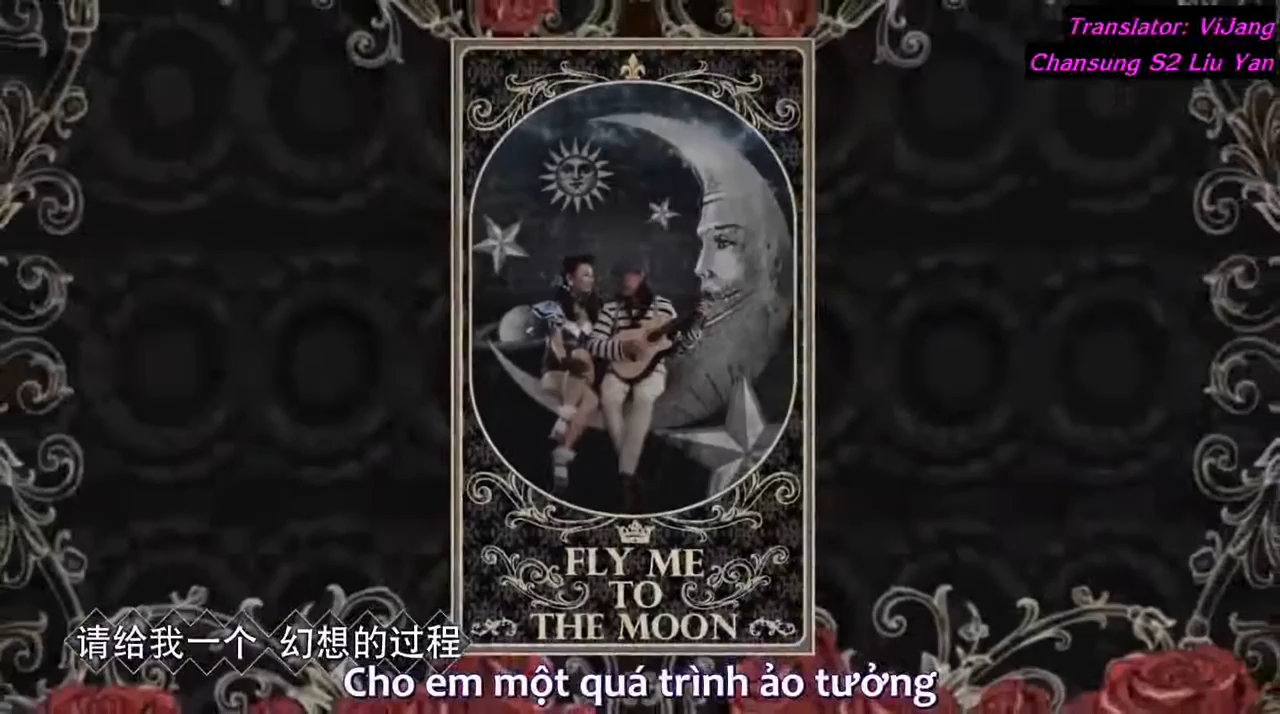 Translator: ViJang
Chansung S2 Liu Yan
FLY ME
TO
THE MOON
请给我一个 幻想的过程
Cho em một quá trình ảo tưởng